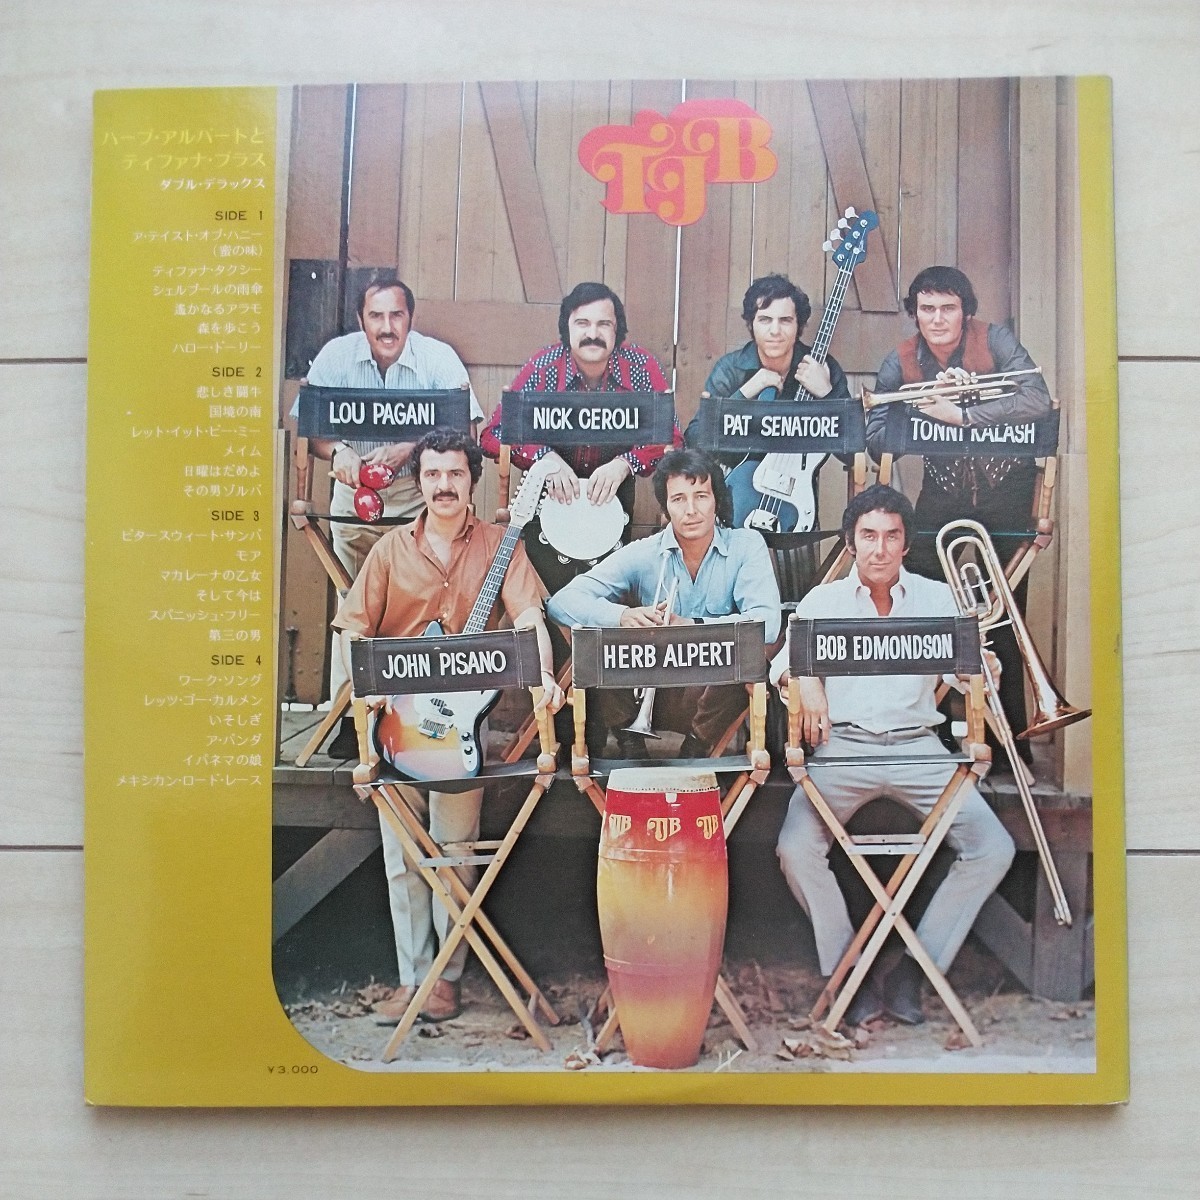 ハーブ・アルパートと
ティファナ・ブラス
ダブル・デラックス
SIDE 1
ア・テイスト・オブ・ハニー
(蜜の味)
ティファナ・タクシー
シェルブールの雨傘
遙かなるアラモ
森を歩こう
ハロー・ドーリー
SIDE 2
悲しき闘牛
国境の南
レット・イット・ビー・ミー
メイム
日曜はだめよ
その男ゾルバ
SIDE 3
ビタースウィート・サンバ
モア
マカレーナの乙女
そして今は
スパニッシュ・フリー
第三の男
SIDE 4
ワーク・ソング
レッツ・ゴー・カルメン
いそしぎ
ア・バンダ
イパネマの娘
メキシカン・ロード・レース
¥3,000
TJB
LOU PAGANI
NICK CEROLI
PAT SENATORE
TONNI KALASH
JOHN PISANO
HERB ALPERT
BOB EDMONDSON
TJB TJB TJB